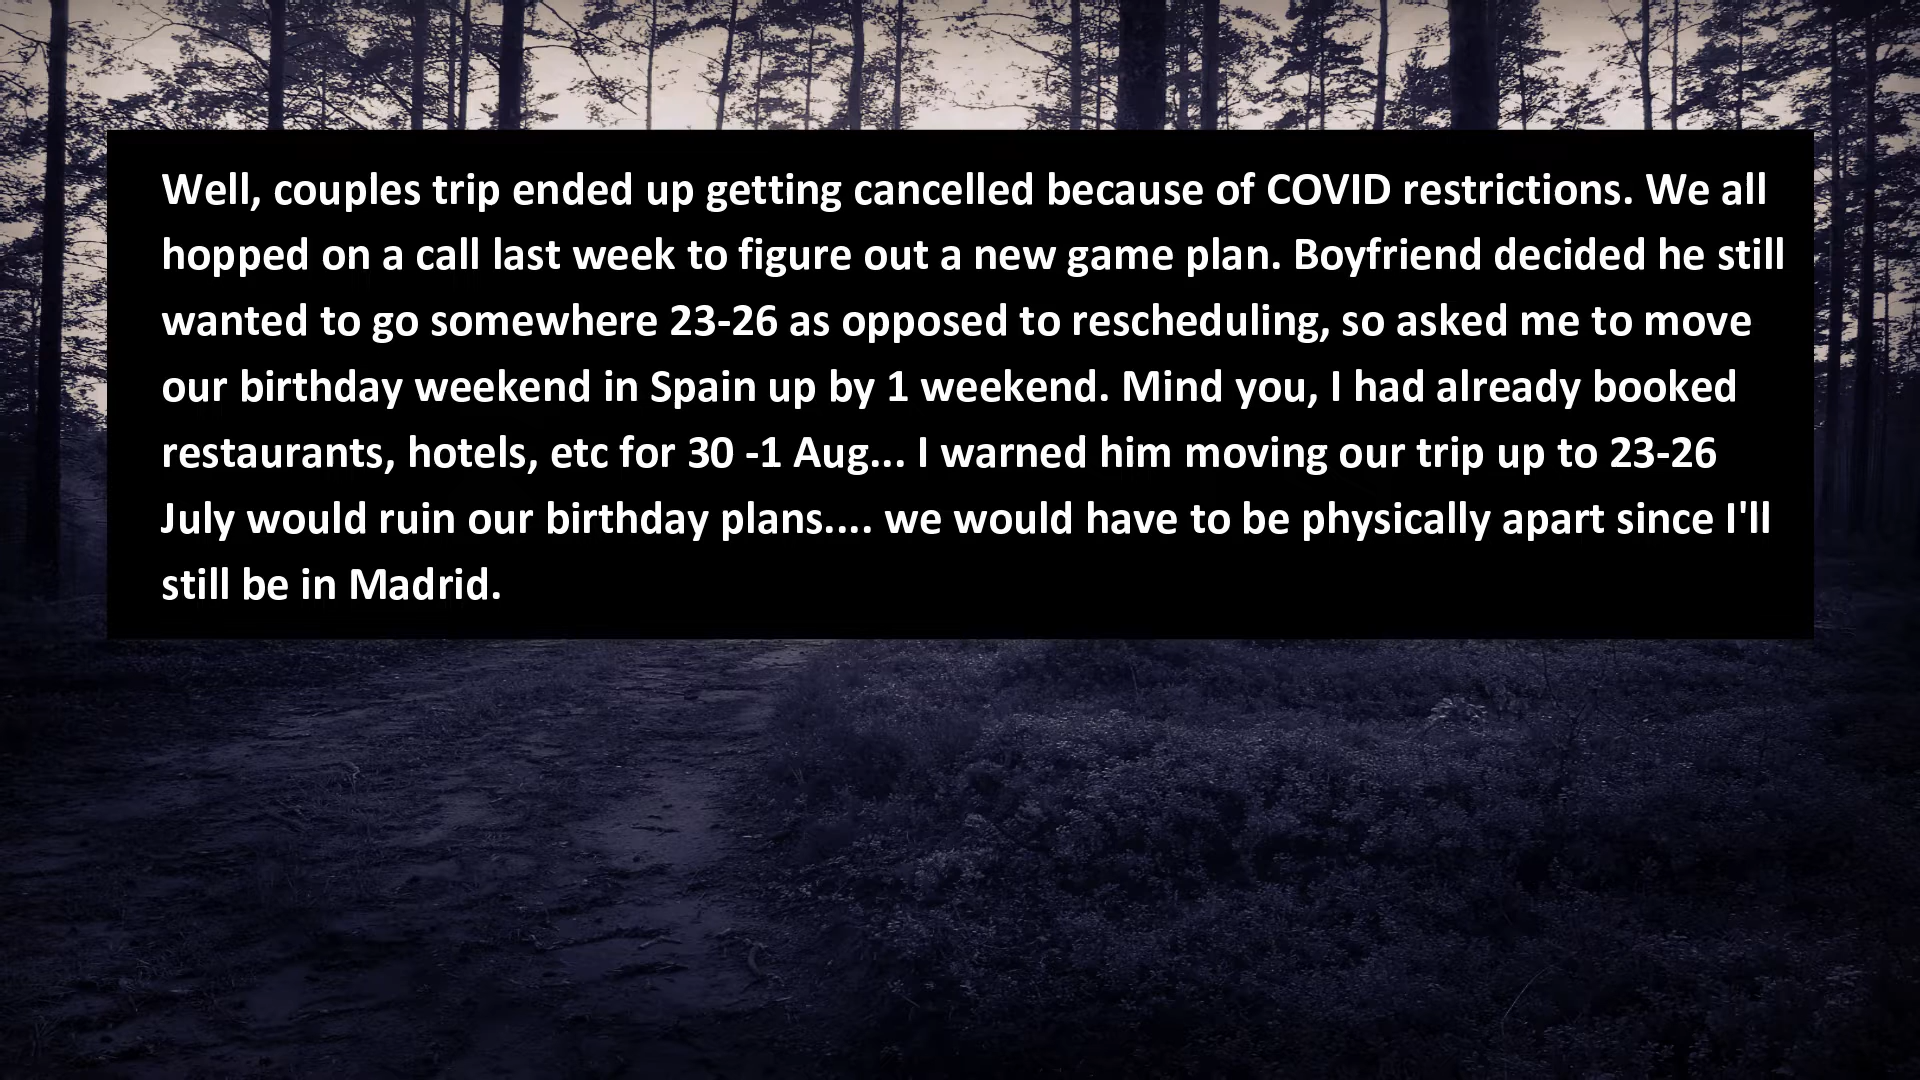 Well, couples trip ended up getting cancelled because of COVID restrictions. We all
hopped on a call last week to figure out a new game plan. Boyfriend decided he still
wanted to go somewhere 23-26 as opposed to rescheduling, so asked me to move
our birthday weekend in Spain up by 1 weekend. Mind you, I had already booked
restaurants, hotels, etc for 30 -1 Aug... I warned him moving our trip up to 23-26
July would ruin our birthday plans.... we would have to be physically apart since I'll
still be in Madrid.